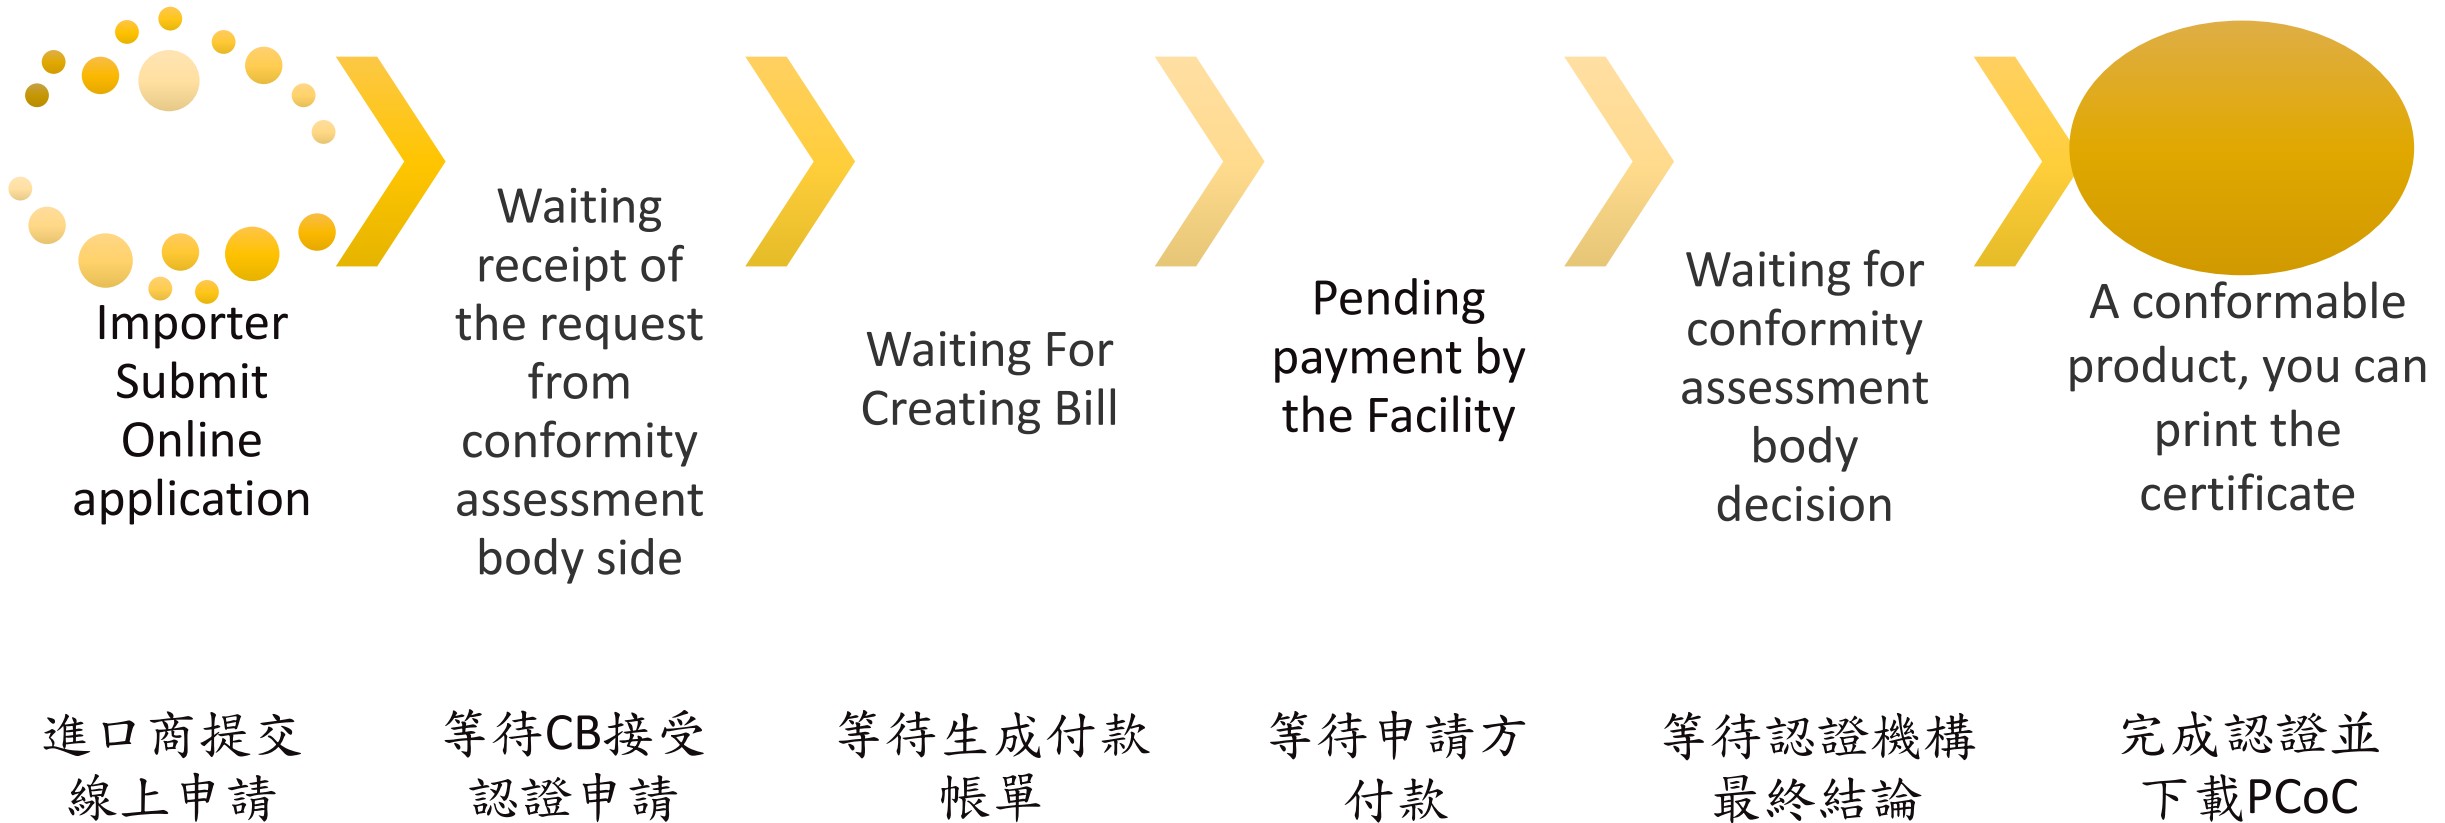 Importer
Submit
Online
application
Waiting
receipt of
the request
from
conformity
assessment
body side
Waiting For
Creating Bill
Pending
payment by
the Facility
Waiting for
conformity
assessment
body
decision
A conformable
product, you can
print the
certificate
進口商提交
線上申請
等待CB接受
認證申請
等待生成付款
帳單
等待申請方
付款
等待認證機構
最終結論
完成認證並
下載PCoC